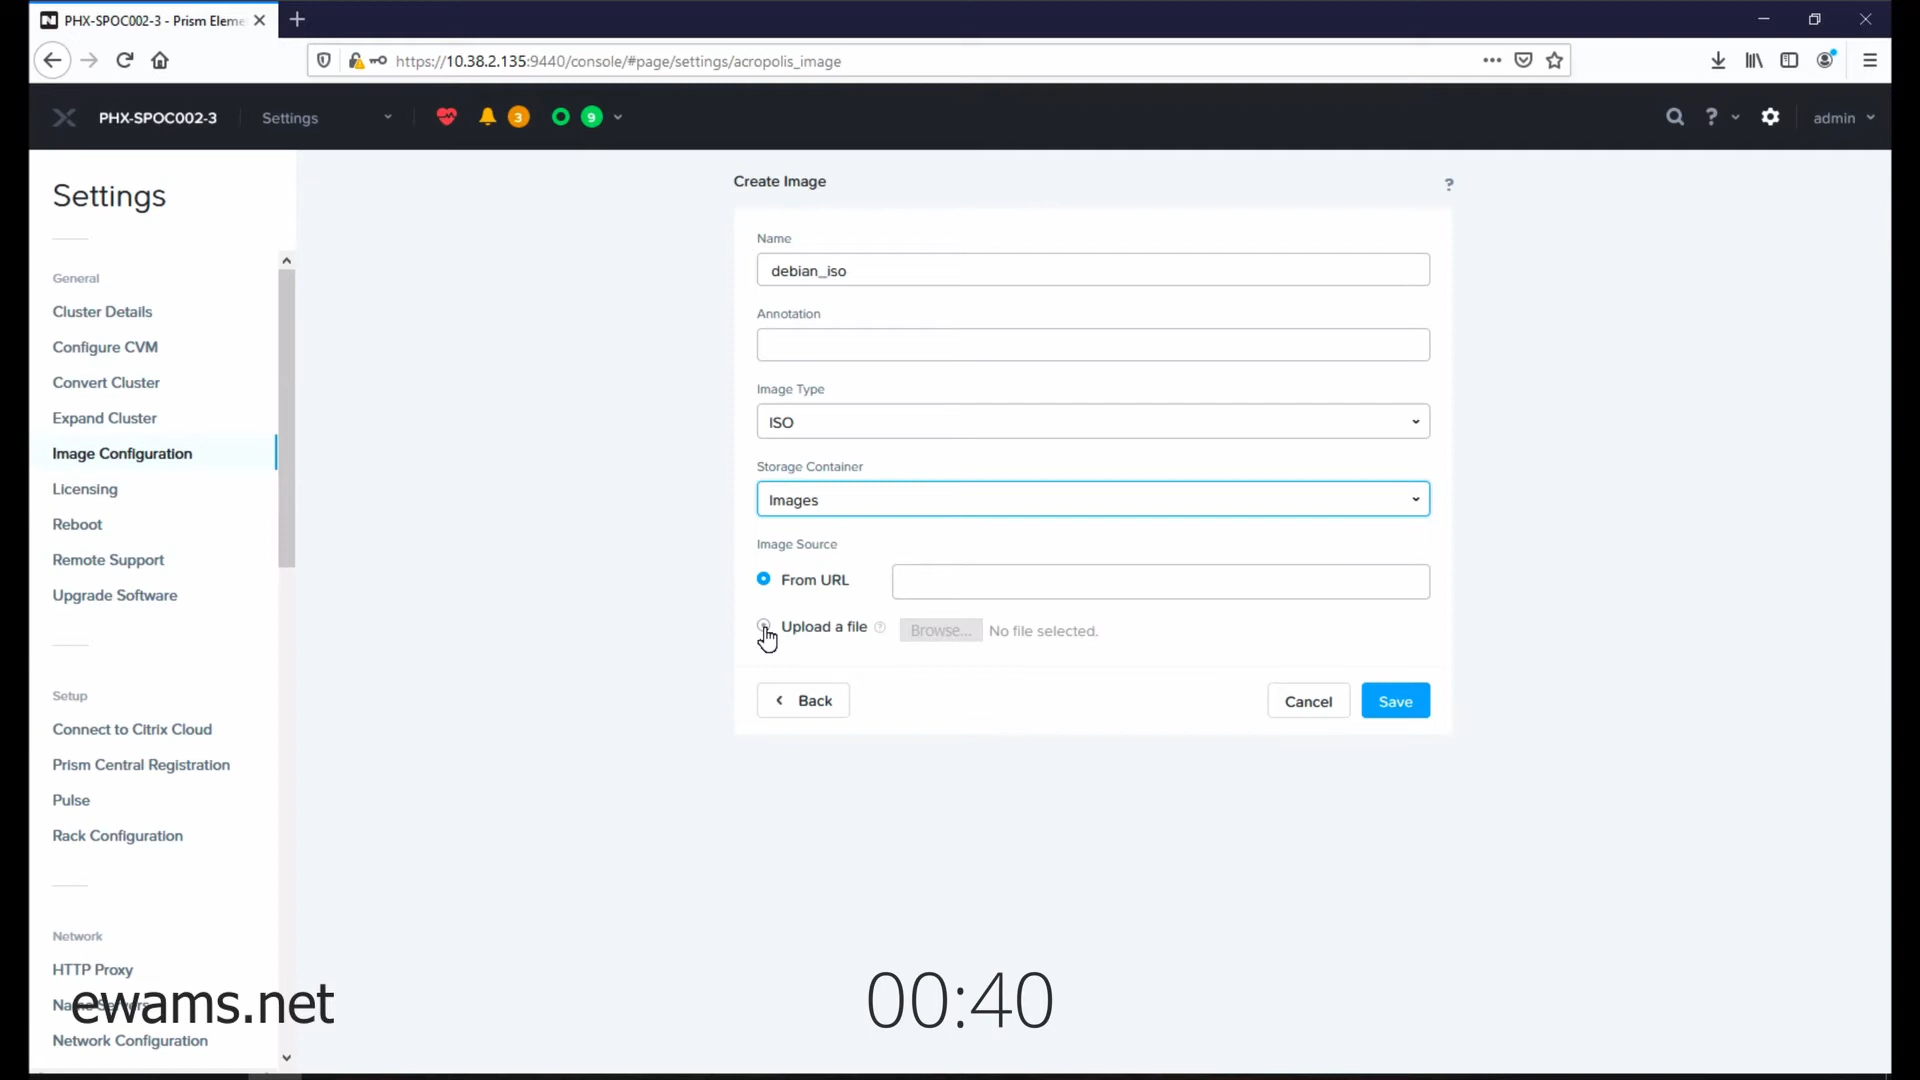 PHX-SPOC002-3 - Prism Eleme
https://10.38.2.135:9440/console/#page/settings/acropolis_image
PHX-SPOC002-3
Settings
3
9
?
admin
Settings
General
Cluster Details
Configure CVM
Convert Cluster
Expand Cluster
Image Configuration
Licensing
Reboot
Remote Support
Upgrade Software
Setup
Connect to Citrix Cloud
Prism Central Registration
Pulse
Rack Configuration
Network
HTTP Proxy
Name Servers
Network Configuration
Create Image
?
Name
debian_iso
Annotation
Image Type
ISO
Storage Container
Images
Image Source
From URL
Upload a file ?
Browse... No file selected.
Back
Cancel
Save
ewams.net
00:40